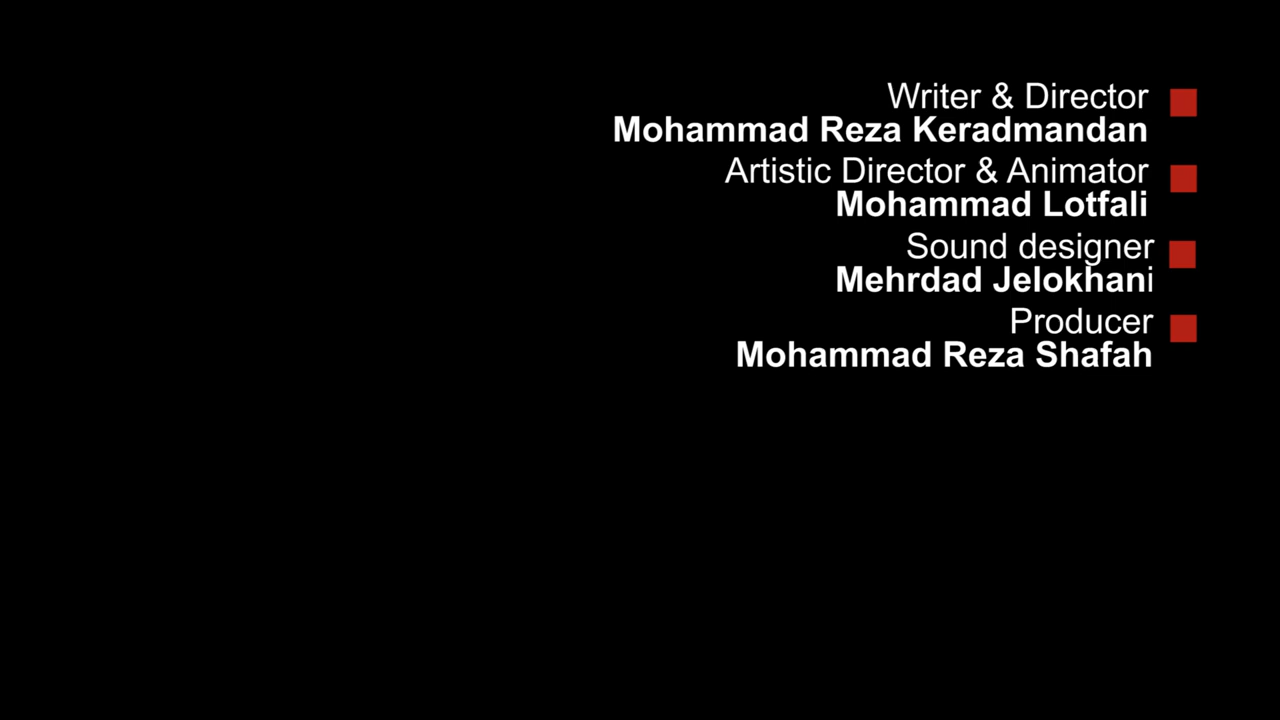 Writer & Director
Mohammad Reza Keradmandan
Artistic Director & Animator
Mohammad Lotfali
Sound designer
Mehrdad Jelokhani
Producer
Mohammad Reza Shafah